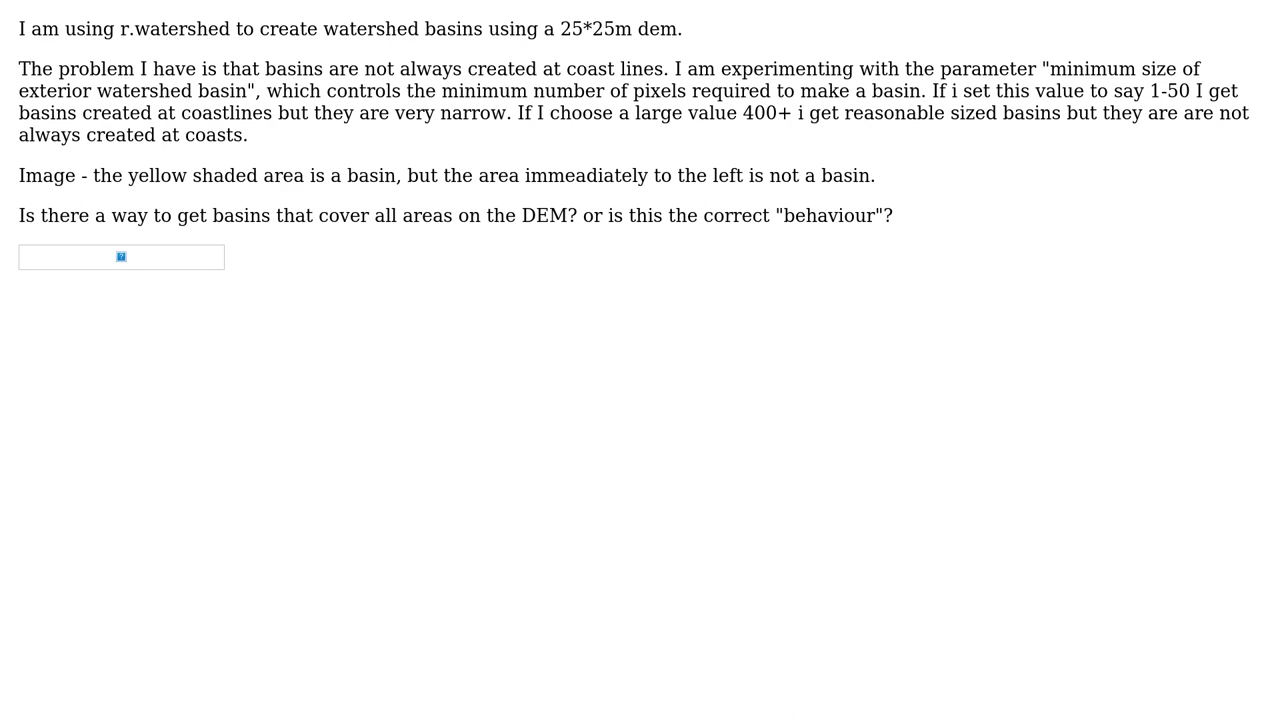 I am using r.watershed to create watershed basins using a 25*25m dem.
The problem I have is that basins are not always created at coast lines. I am experimenting with the parameter "minimum size of
exterior watershed basin", which controls the minimum number of pixels required to make a basin. If i set this value to say 1-50 I get
basins created at coastlines but they are very narrow. If I choose a large value 400+ i get reasonable sized basins but they are are not
always created at coasts.
Image - the yellow shaded area is a basin, but the area immeadiately to the left is not a basin.
Is there a way to get basins that cover all areas on the DEM? or is this the correct "behaviour"?